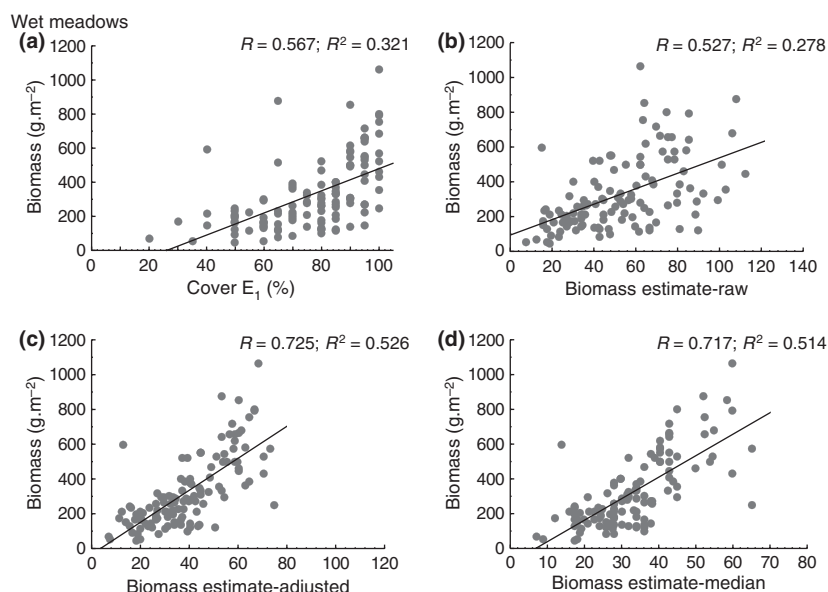 Wet meadows
(a)
R = 0.567; R² = 0.321
1200
1000
800
600
400
200
0
Biomass (g.m⁻²)
0 20 40 60 80 100
Cover E₁ (%)
(b)
R = 0.527; R² = 0.278
1200
1000
800
600
400
200
0
Biomass (g.m⁻²)
0 20 40 60 80 100 120 140
Biomass estimate-raw
(c)
R = 0.725; R² = 0.526
1200
1000
800
600
400
200
0
Biomass (g.m⁻²)
0 20 40 60 80 100
Biomass estimate-adjusted
(d)
R = 0.717; R² = 0.514
1200
1000
800
600
400
200
0
Biomass (g.m⁻²)
0 10 20 30 40 50 60 70 80
Biomass estimate-median